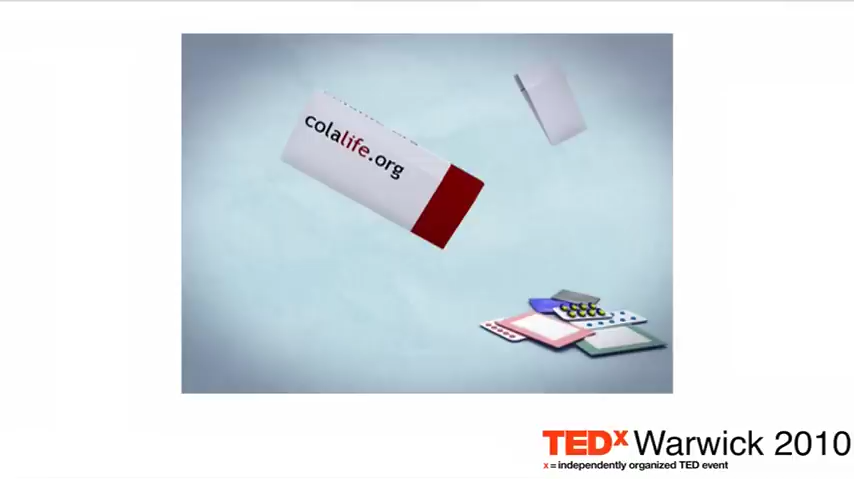 colalife.org
TEDx Warwick 2010
x = independently organized TED event